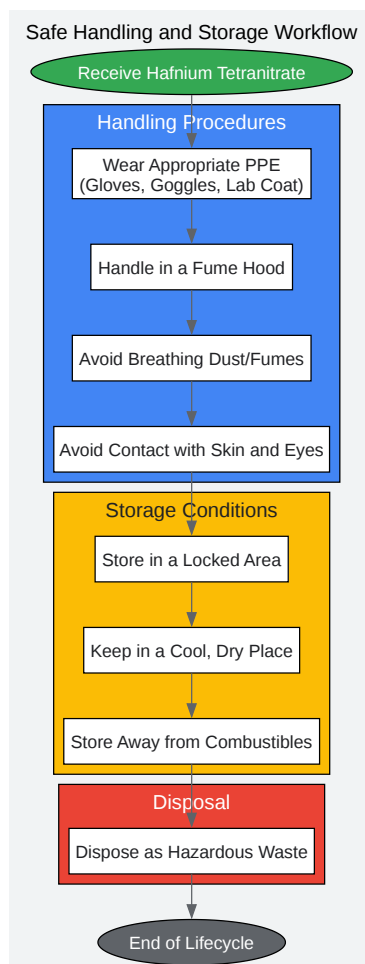 Safe Handling and Storage Workflow
Receive Hafnium Tetranitrate
Handling Procedures
Wear Appropriate PPE
(Gloves, Goggles, Lab Coat)
Handle in a Fume Hood
Avoid Breathing Dust/Fumes
Avoid Contact with Skin and Eyes
Storage Conditions
Store in a Locked Area
Keep in a Cool, Dry Place
Store Away from Combustibles
Disposal
Dispose as Hazardous Waste
End of Lifecycle